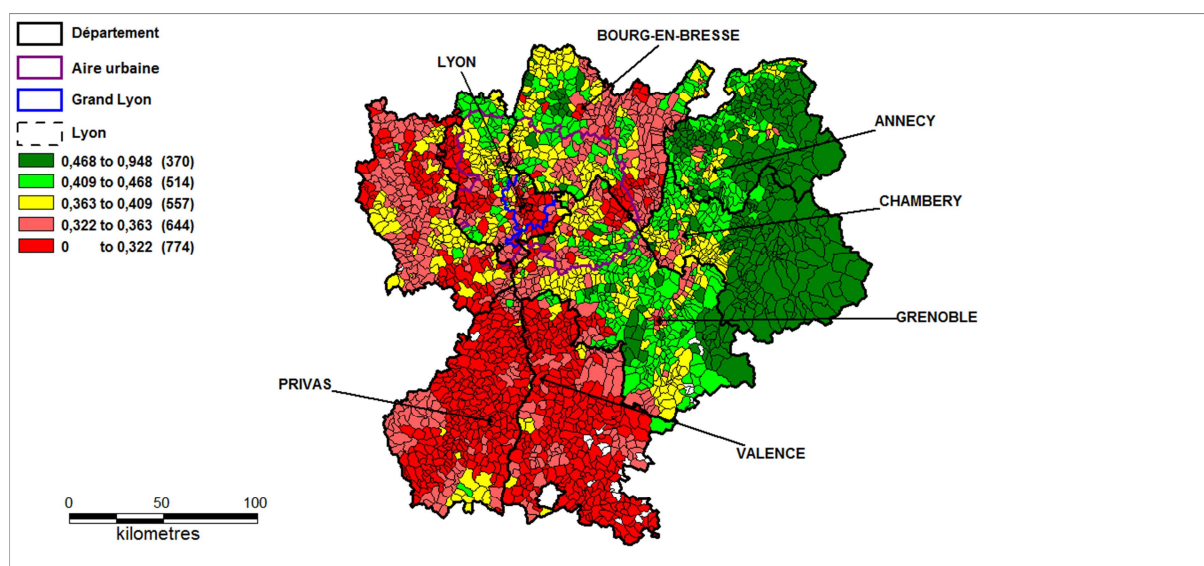 Département
Aire urbaine
Grand Lyon
Lyon
0,468 to 0,948 (370)
0,409 to 0,468 (514)
0,363 to 0,409 (557)
0,322 to 0,363 (644)
0 to 0,322 (774)
BOURG-EN-BRESSE
LYON
ANNECY
CHAMBERY
GRENOBLE
PRIVAS
VALENCE
0 50 100
kilometres